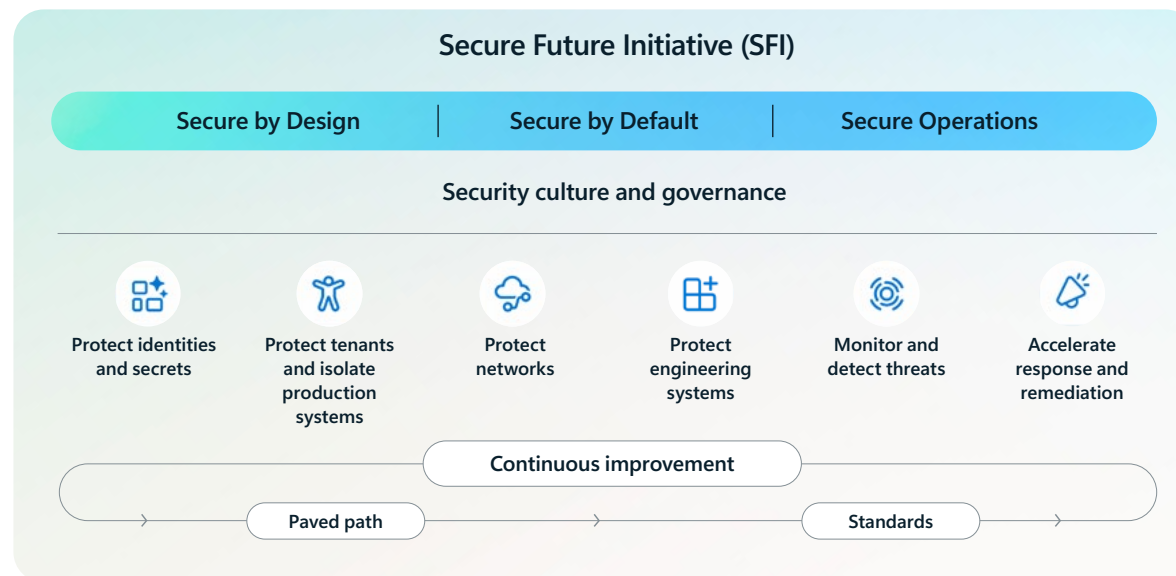 Secure Future Initiative (SFI)
Secure by Design
Secure by Default
Secure Operations
Security culture and governance
Protect identities
and secrets
Protect tenants
and isolate
production
systems
Protect
networks
Protect
engineering
systems
Monitor and
detect threats
Accelerate
response and
remediation
Continuous improvement
Paved path
Standards